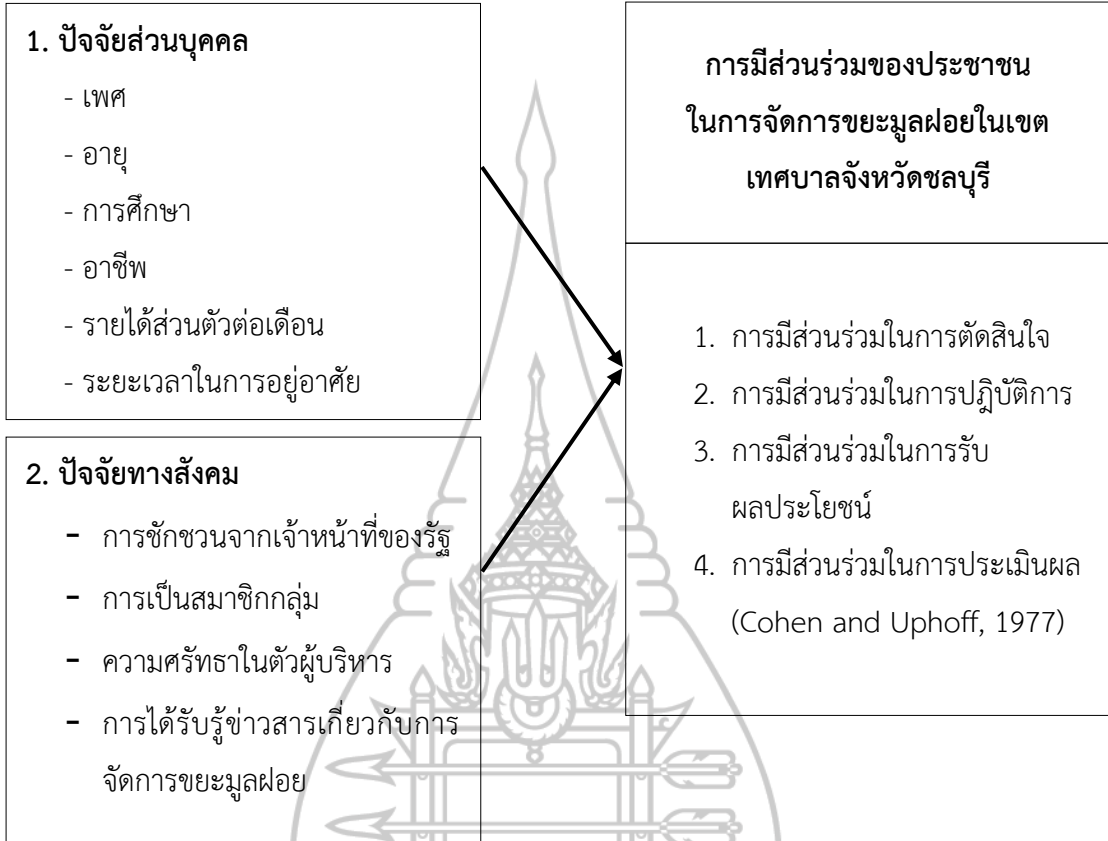 1. ปัจจัยส่วนบุคคล
- เพศ
- อายุ
- การศึกษา
- อาชีพ
- รายได้ส่วนตัวต่อเดือน
- ระยะเวลาในการอยู่อาศัย
2. ปัจจัยทางสังคม
- การชักชวนจากเจ้าหน้าที่ของรัฐ
- การเป็นสมาชิกกลุ่ม
- ความศรัทธาในตัวผู้บริหาร
- การได้รับรู้ข่าวสารเกี่ยวกับการ
จัดการขยะมูลฝอย
การมีส่วนร่วมของประชาชน
ในการจัดการขยะมูลฝอยในเขต
เทศบาลจังหวัดชลบุรี
1. การมีส่วนร่วมในการตัดสินใจ
2. การมีส่วนร่วมในการปฎิบัติการ
3. การมีส่วนร่วมในการรับ
ผลประโยชน์
4. การมีส่วนร่วมในการประเมินผล
(Cohen and Uphoff, 1977)